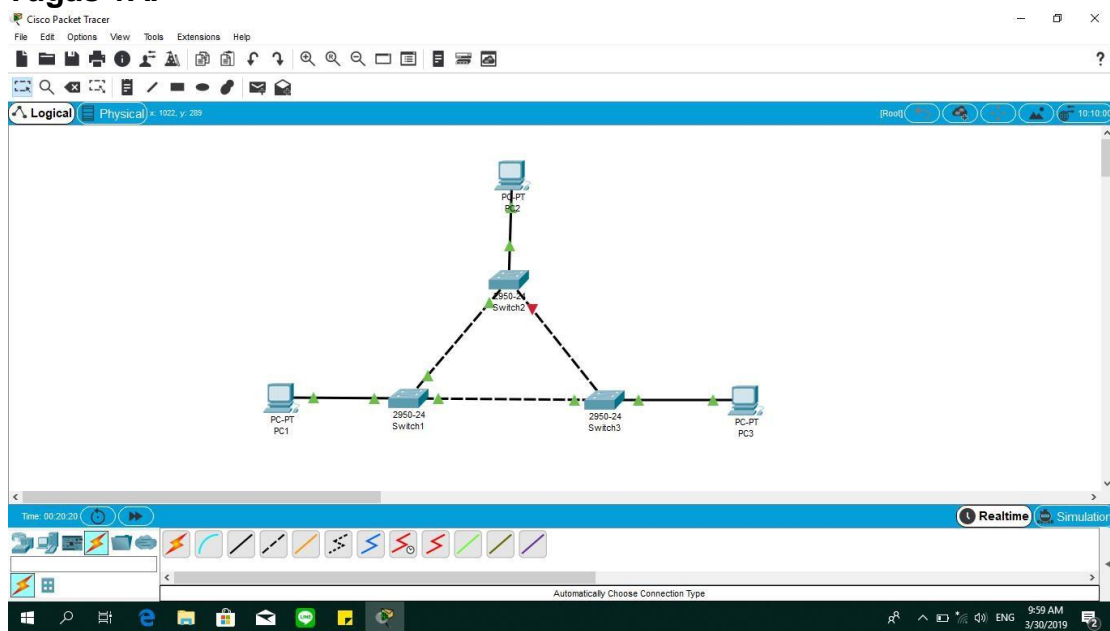 Cisco Packet Tracer
File Edit Options View Tools Extensions Help
?
Logical Physical x: 1022, y: 289 [Root] 10:10:00
PC-PT
PC2
2950-24
Switch2
PC-PT
PC1
2950-24
Switch1
2950-24
Switch3
PC-PT
PC3
Time: 00:20:20 Realtime Simulation
Automatically Choose Connection Type
ENG 9:59 AM
3/30/2019